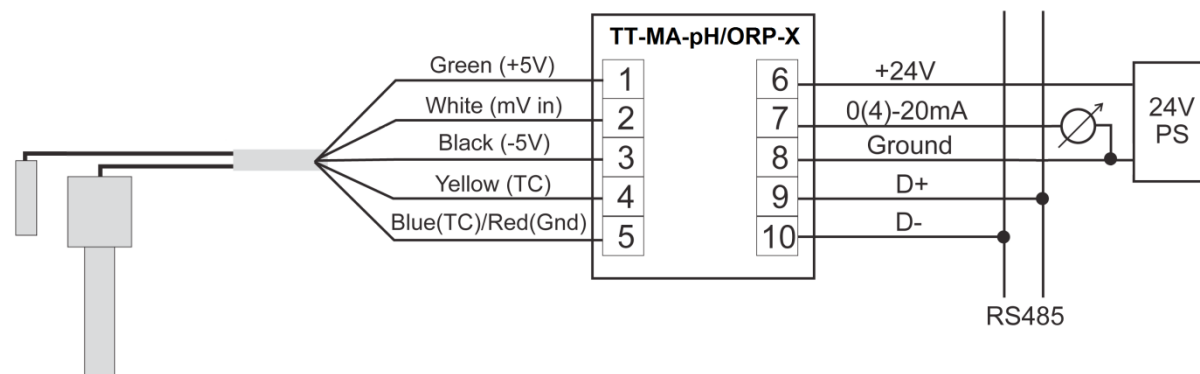 TT-MA-pH/ORP-X
Green (+5V)
1
6
+24V
White (mV in)
2
7
0(4)-20mA
24V
PS
Black (-5V)
3
8
Ground
Yellow (TC)
4
9
D+
Blue(TC)/Red(Gnd)
5
10
D-
RS485